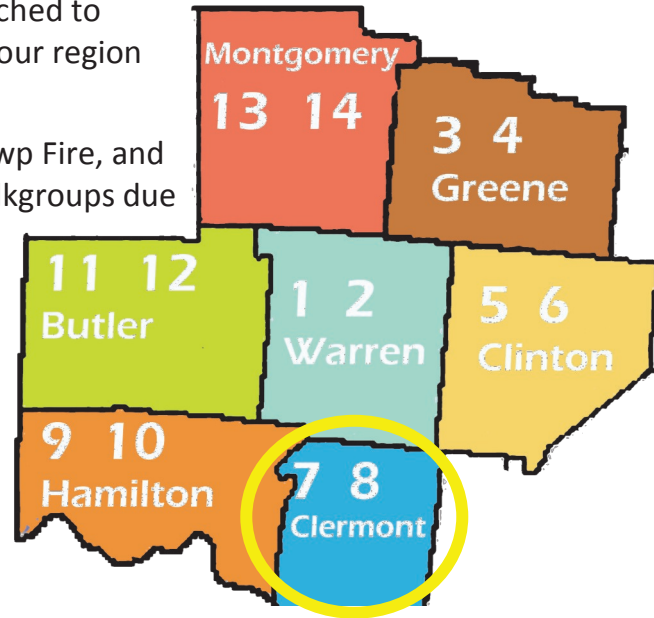 ched to
our region
wp Fire, and
lkgroups due
Montgomery
13 14
3 4
Greene
11 12
Butler
1 2
Warren
5 6
Clinton
9 10
Hamilton
7 8
Clermont